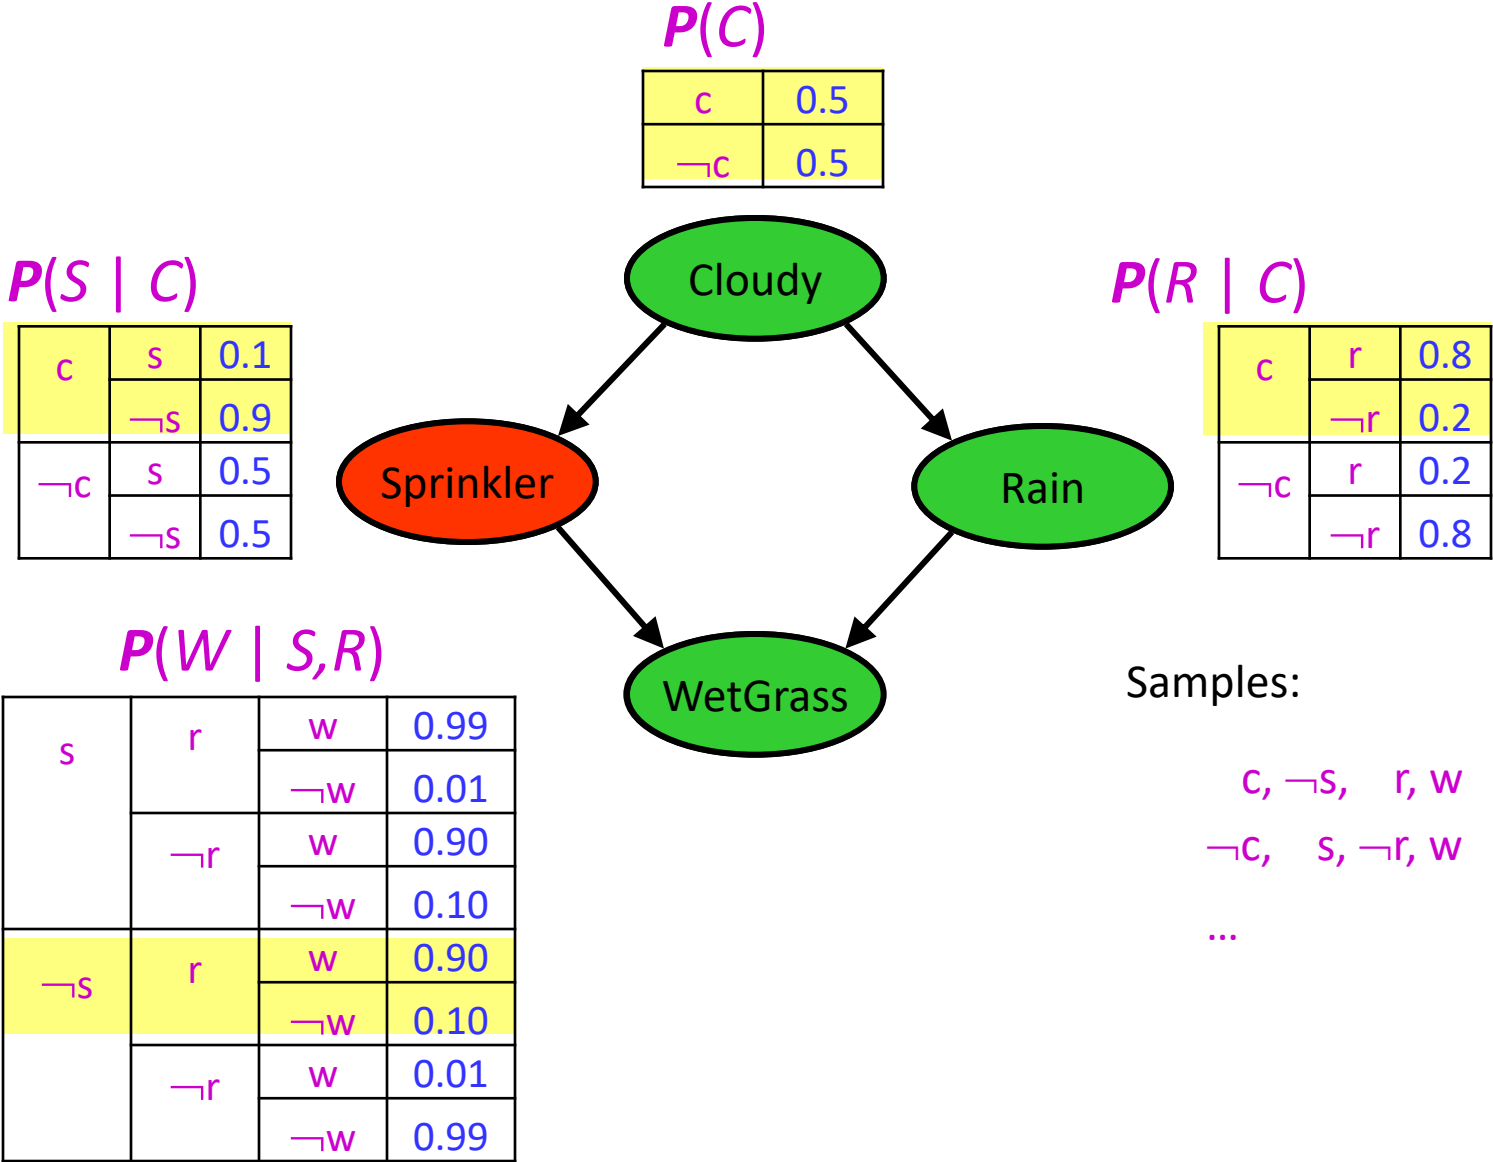 P(C)
c 0.5
¬c 0.5
Cloudy
P(S | C)
c s 0.1
¬s 0.9
¬c s 0.5
¬s 0.5
P(R | C)
c r 0.8
¬r 0.2
¬c r 0.2
¬r 0.8
Sprinkler
Rain
WetGrass
P(W | S,R)
s r w 0.99
¬w 0.01
¬r w 0.90
¬w 0.10
¬s r w 0.90
¬w 0.10
¬r w 0.01
¬w 0.99
Samples:
c, ¬s, r, w
¬c, s, ¬r, w
...